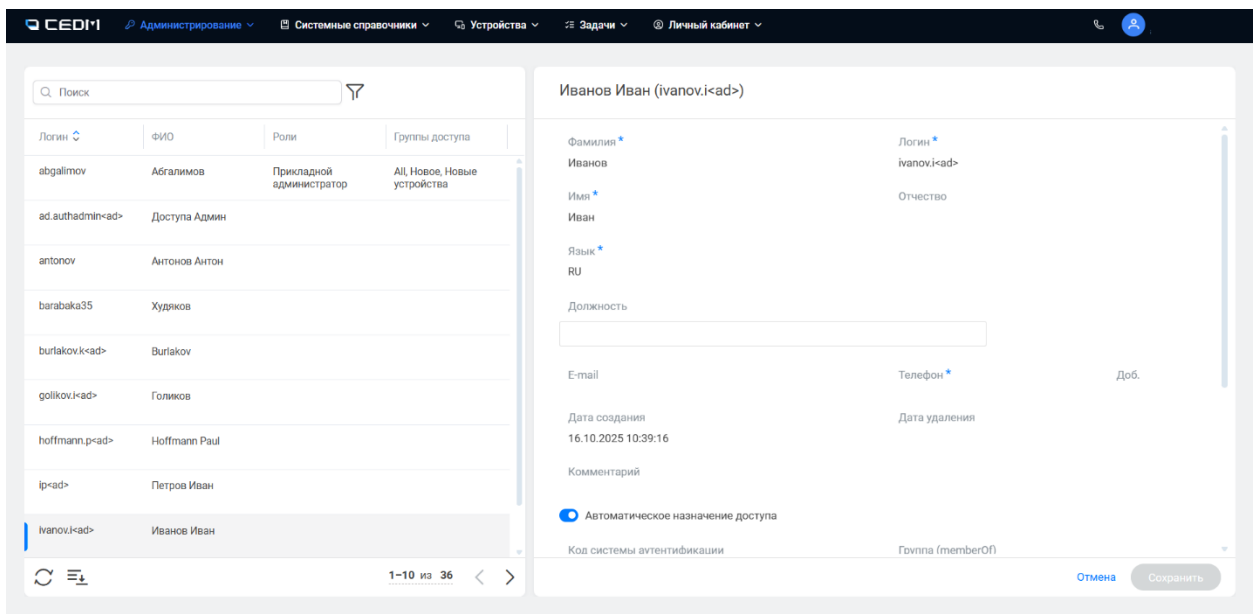 CEDM Администрирование Системные справочники Устройства Задачи Личный кабинет
Поиск
Логин ФИО Роли Группы доступа
abgalimov Абгалимов Прикладной All, Новое, Новые
администратор устройства
ad.authadmin<ad> Доступа Админ
antonov Антонов Антон
barabaka35 Худяков
burlakov.k<ad> Burlakov
golikov.i<ad> Голиков
hoffmann.p<ad> Hoffmann Paul
ip<ad> Петров Иван
ivanov.i<ad> Иванов Иван
1–10 из 36
Иванов Иван (ivanov.i<ad>)
Фамилия * Логин *
Иванов ivanov.i<ad>
Имя * Отчество
Иван
Язык *
RU
Должность
E-mail Телефон * Доб.
Дата создания Дата удаления
16.10.2025 10:39:16
Комментарий
Автоматическое назначение доступа
Код системы аутентификации Группа (memberOf)
Отмена Сохранить